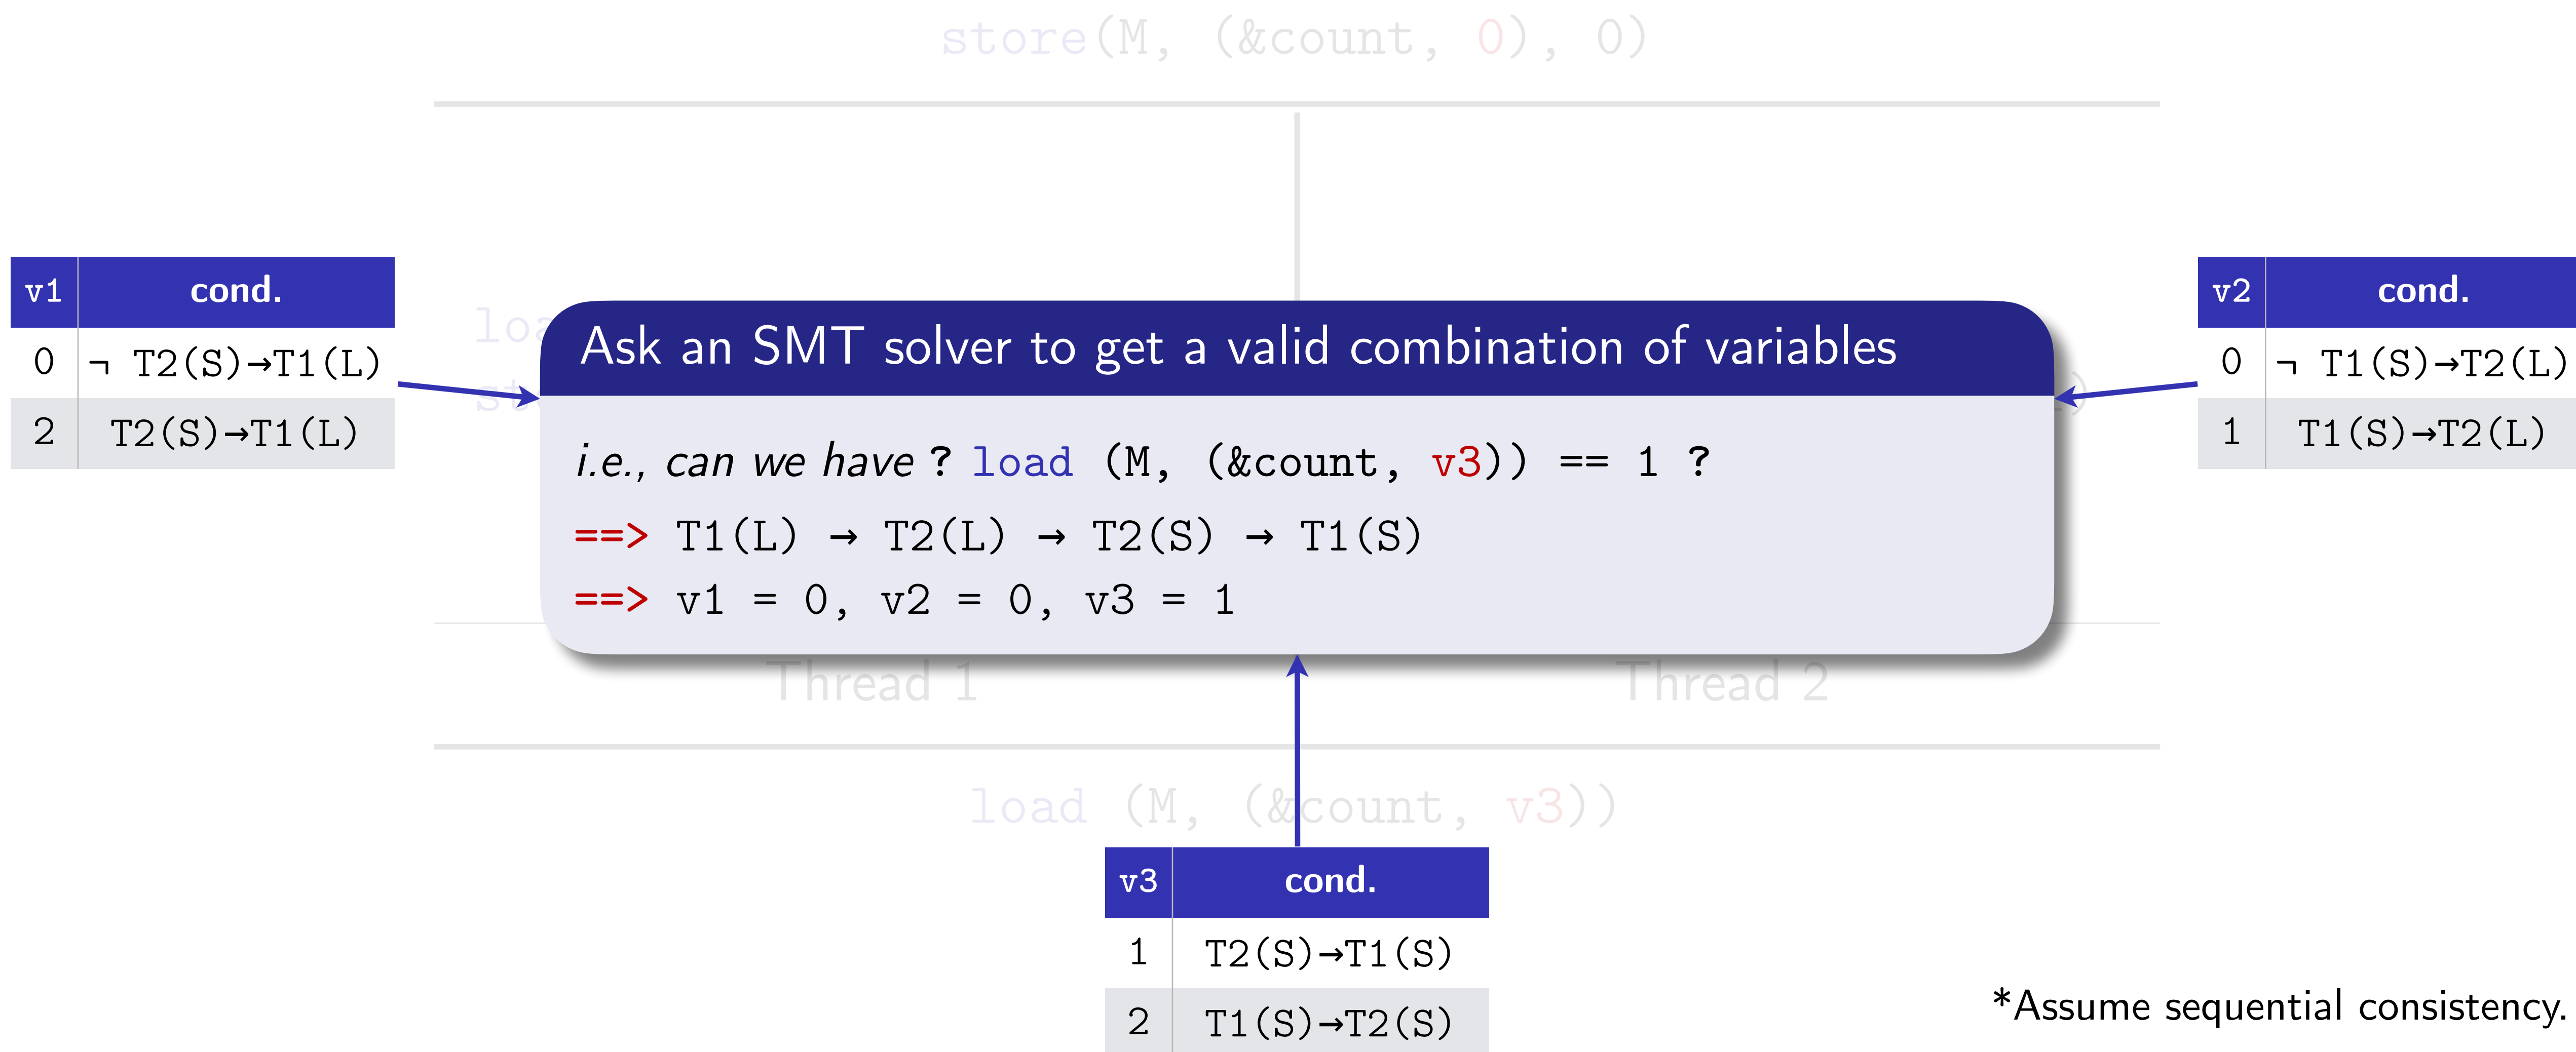 store(M, (&count, 0), 0)
v1 cond.
0 ¬ T2(S)→T1(L)
2 T2(S)→T1(L)
Ask an SMT solver to get a valid combination of variables
i.e., can we have ? load (M, (&count, v3)) == 1 ?
==> T1(L) → T2(L) → T2(S) → T1(S)
==> v1 = 0, v2 = 0, v3 = 1
v2 cond.
0 ¬ T1(S)→T2(L)
1 T1(S)→T2(L)
Thread 1 Thread 2
load (M, (&count, v3))
v3 cond.
1 T2(S)→T1(S)
2 T1(S)→T2(S)
*Assume sequential consistency.